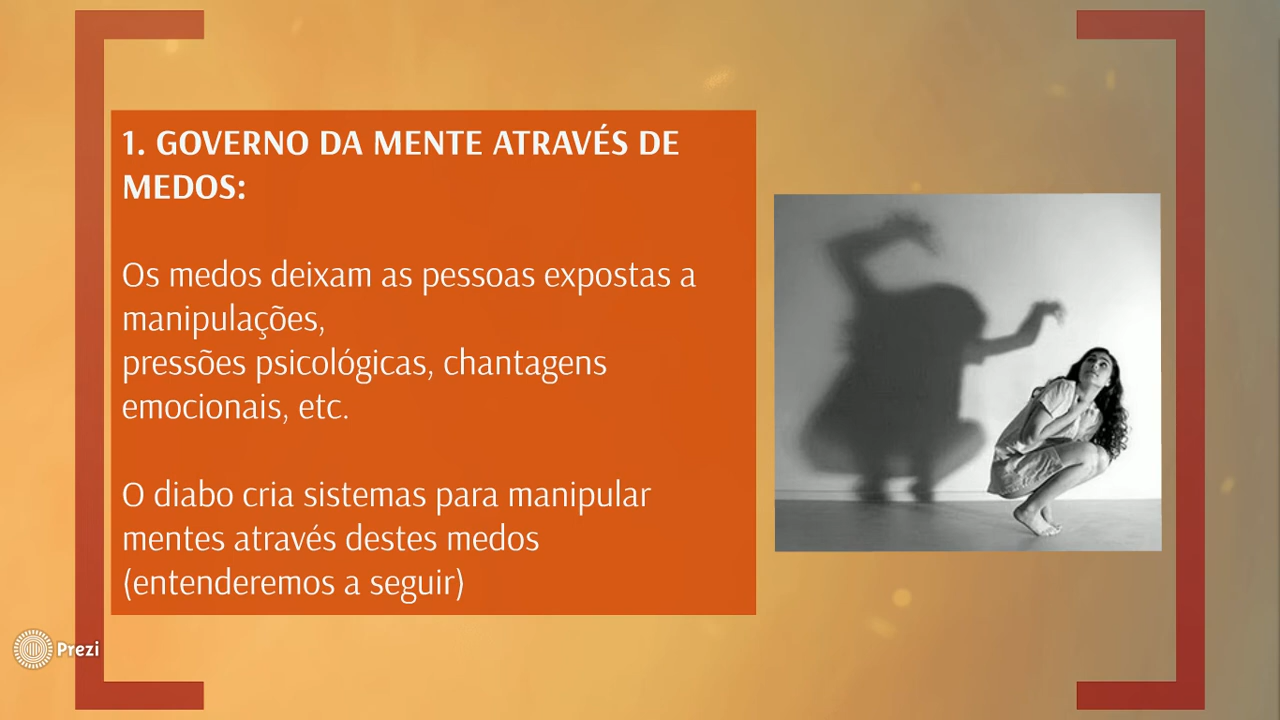 1. GOVERNO DA MENTE ATRAVÉS DE
MEDOS:
Os medos deixam as pessoas expostas a
manipulações,
pressões psicológicas, chantagens
emocionais, etc.
O diabo cria sistemas para manipular
mentes através destes medos
(entenderemos a seguir)
Prezi